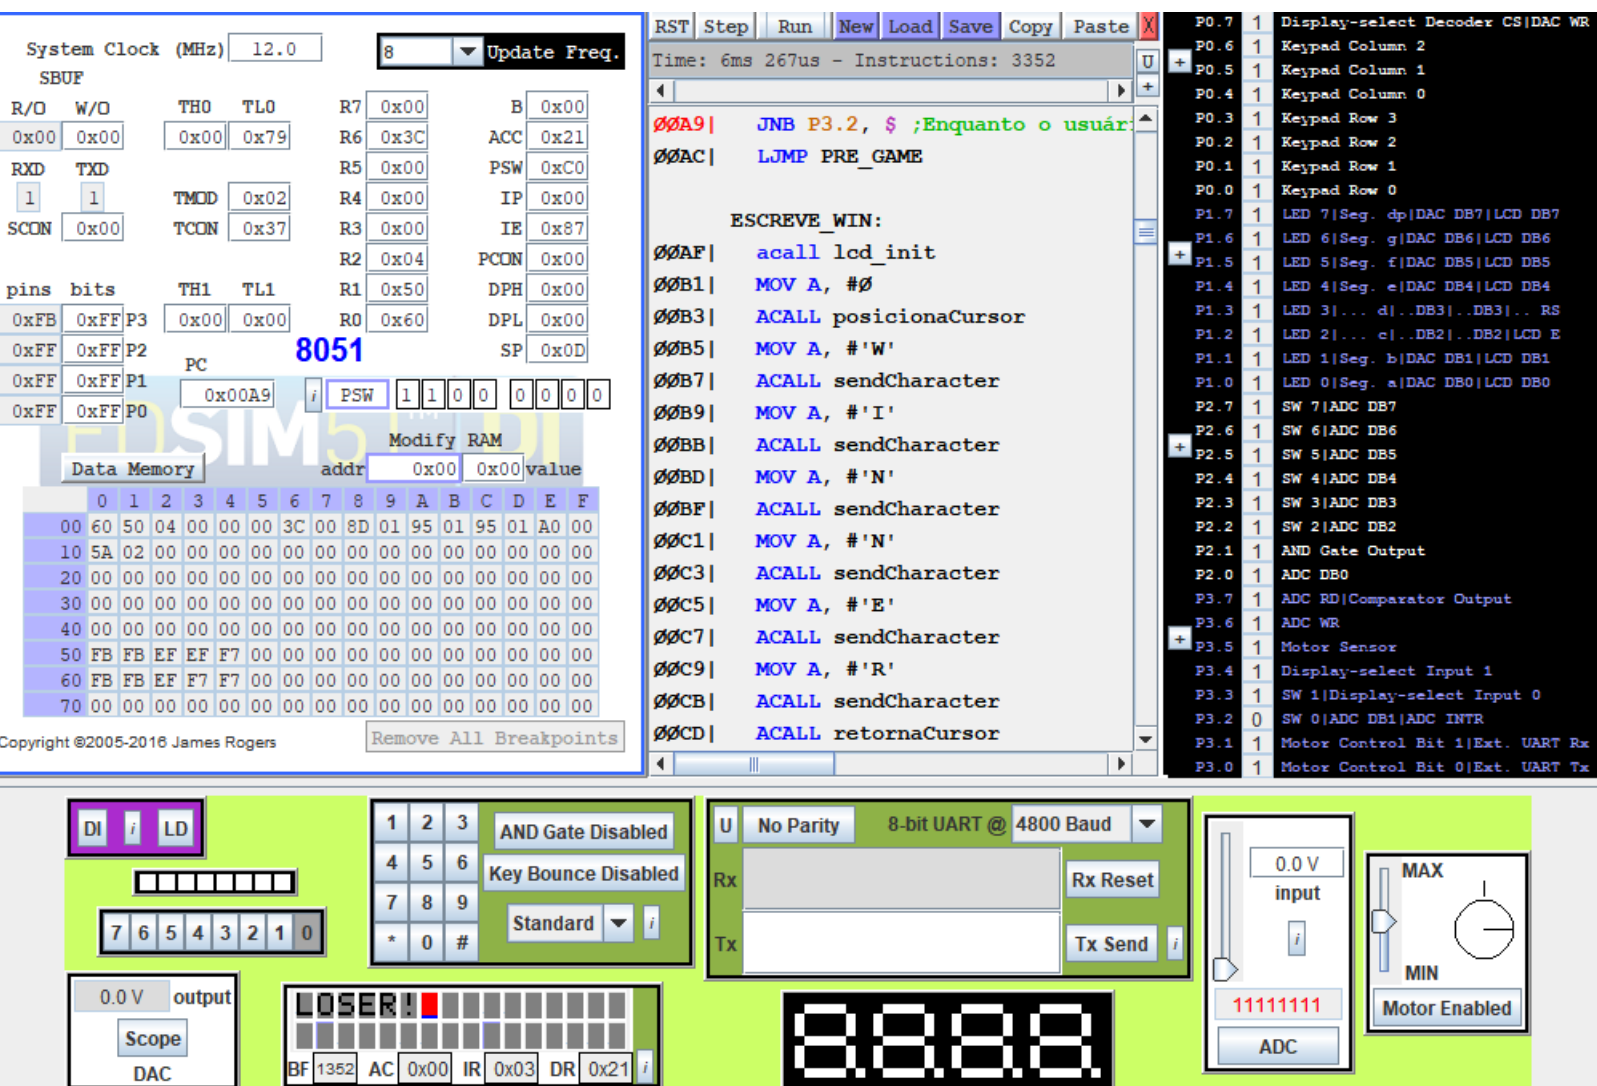 System Clock (MHz) 12.0 8 Update Freq.
SBUF
R/O W/O TH0 TL0 R7 0x00 B 0x00
0x00 0x00 0x00 0x79 R6 0x3C ACC 0x21
RXD TXD R5 0x00 PSW 0xC0
1 1 TMOD 0x02 R4 0x00 IP 0x00
SCON 0x00 TCON 0x37 R3 0x00 IE 0x87
R2 0x04 PCON 0x00
pins bits TH1 TL1 R1 0x50 DPH 0x00
0xFB 0xFF P3 0x00 0x00 R0 0x60 DPL 0x00
0xFF 0xFF P2 8051 SP 0x0D
PC
0xFF 0xFF P1 0x00A9 i PSW 1 1 0 0 0 0 0 0
0xFF 0xFF P0
Modify RAM
Data Memory addr 0x00 0x00 value
0 1 2 3 4 5 6 7 8 9 A B C D E F
00 60 50 04 00 00 00 3C 00 8D 01 95 01 95 01 A0 00
10 5A 02 00 00 00 00 00 00 00 00 00 00 00 00 00 00
20 00 00 00 00 00 00 00 00 00 00 00 00 00 00 00 00
30 00 00 00 00 00 00 00 00 00 00 00 00 00 00 00 00
40 00 00 00 00 00 00 00 00 00 00 00 00 00 00 00 00
50 FB FB EF EF F7 00 00 00 00 00 00 00 00 00 00 00
60 FB FB EF F7 F7 00 00 00 00 00 00 00 00 00 00 00
70 00 00 00 00 00 00 00 00 00 00 00 00 00 00 00 00
Copyright ©2005-2016 James Rogers Remove All Breakpoints
RST Step Run New Load Save Copy Paste X
Time: 6ms 267us - Instructions: 3352 U
+
00A9| JNB P3.2, $ ;Enquanto o usuár
00AC| LJMP PRE_GAME
ESCREVE_WIN:
00AF| acall lcd_init
00B1| MOV A, #0
00B3| ACALL posicionaCursor
00B5| MOV A, #'W'
00B7| ACALL sendCharacter
00B9| MOV A, #'I'
00BB| ACALL sendCharacter
00BD| MOV A, #'N'
00BF| ACALL sendCharacter
00C1| MOV A, #'N'
00C3| ACALL sendCharacter
00C5| MOV A, #'E'
00C7| ACALL sendCharacter
00C9| MOV A, #'R'
00CB| ACALL sendCharacter
00CD| ACALL retornaCursor
P0.7 1 Display-select Decoder CS|DAC WR
P0.6 1 Keypad Column 2
P0.5 1 Keypad Column 1
P0.4 1 Keypad Column 0
P0.3 1 Keypad Row 3
P0.2 1 Keypad Row 2
P0.1 1 Keypad Row 1
P0.0 1 Keypad Row 0
P1.7 1 LED 7|Seg. dp|DAC DB7|LCD DB7
P1.6 1 LED 6|Seg. g|DAC DB6|LCD DB6
P1.5 1 LED 5|Seg. f|DAC DB5|LCD DB5
P1.4 1 LED 4|Seg. e|DAC DB4|LCD DB4
P1.3 1 LED 3|... d|..DB3|..DB3|.. RS
P1.2 1 LED 2|... c|..DB2|..DB2|LCD E
P1.1 1 LED 1|Seg. b|DAC DB1|LCD DB1
P1.0 1 LED 0|Seg. a|DAC DB0|LCD DB0
P2.7 1 SW 7|ADC DB7
P2.6 1 SW 6|ADC DB6
P2.5 1 SW 5|ADC DB5
P2.4 1 SW 4|ADC DB4
P2.3 1 SW 3|ADC DB3
P2.2 1 SW 2|ADC DB2
P2.1 1 AND Gate Output
P2.0 1 ADC DB0
P3.7 1 ADC RD|Comparator Output
P3.6 1 ADC WR
P3.5 1 Motor Sensor
P3.4 1 Display-select Input 1
P3.3 1 SW 1|Display-select Input 0
P3.2 0 SW 0|ADC DB1|ADC INTR
P3.1 1 Motor Control Bit 1|Ext. UART Rx
P3.0 1 Motor Control Bit 0|Ext. UART Tx
DI i LD
7 6 5 4 3 2 1 0
0.0 V output
Scope
DAC
1 2 3 AND Gate Disabled
4 5 6 Key Bounce Disabled
7 8 9 Standard i
* 0 #
LOSER!
BF 1352 AC 0x00 IR 0x03 DR 0x21 i
U No Parity 8-bit UART @ 4800 Baud
Rx Rx Reset
Tx Tx Send i
8.8.8.8.
0.0 V
input
i
11111111
ADC
MAX
MIN
Motor Enabled